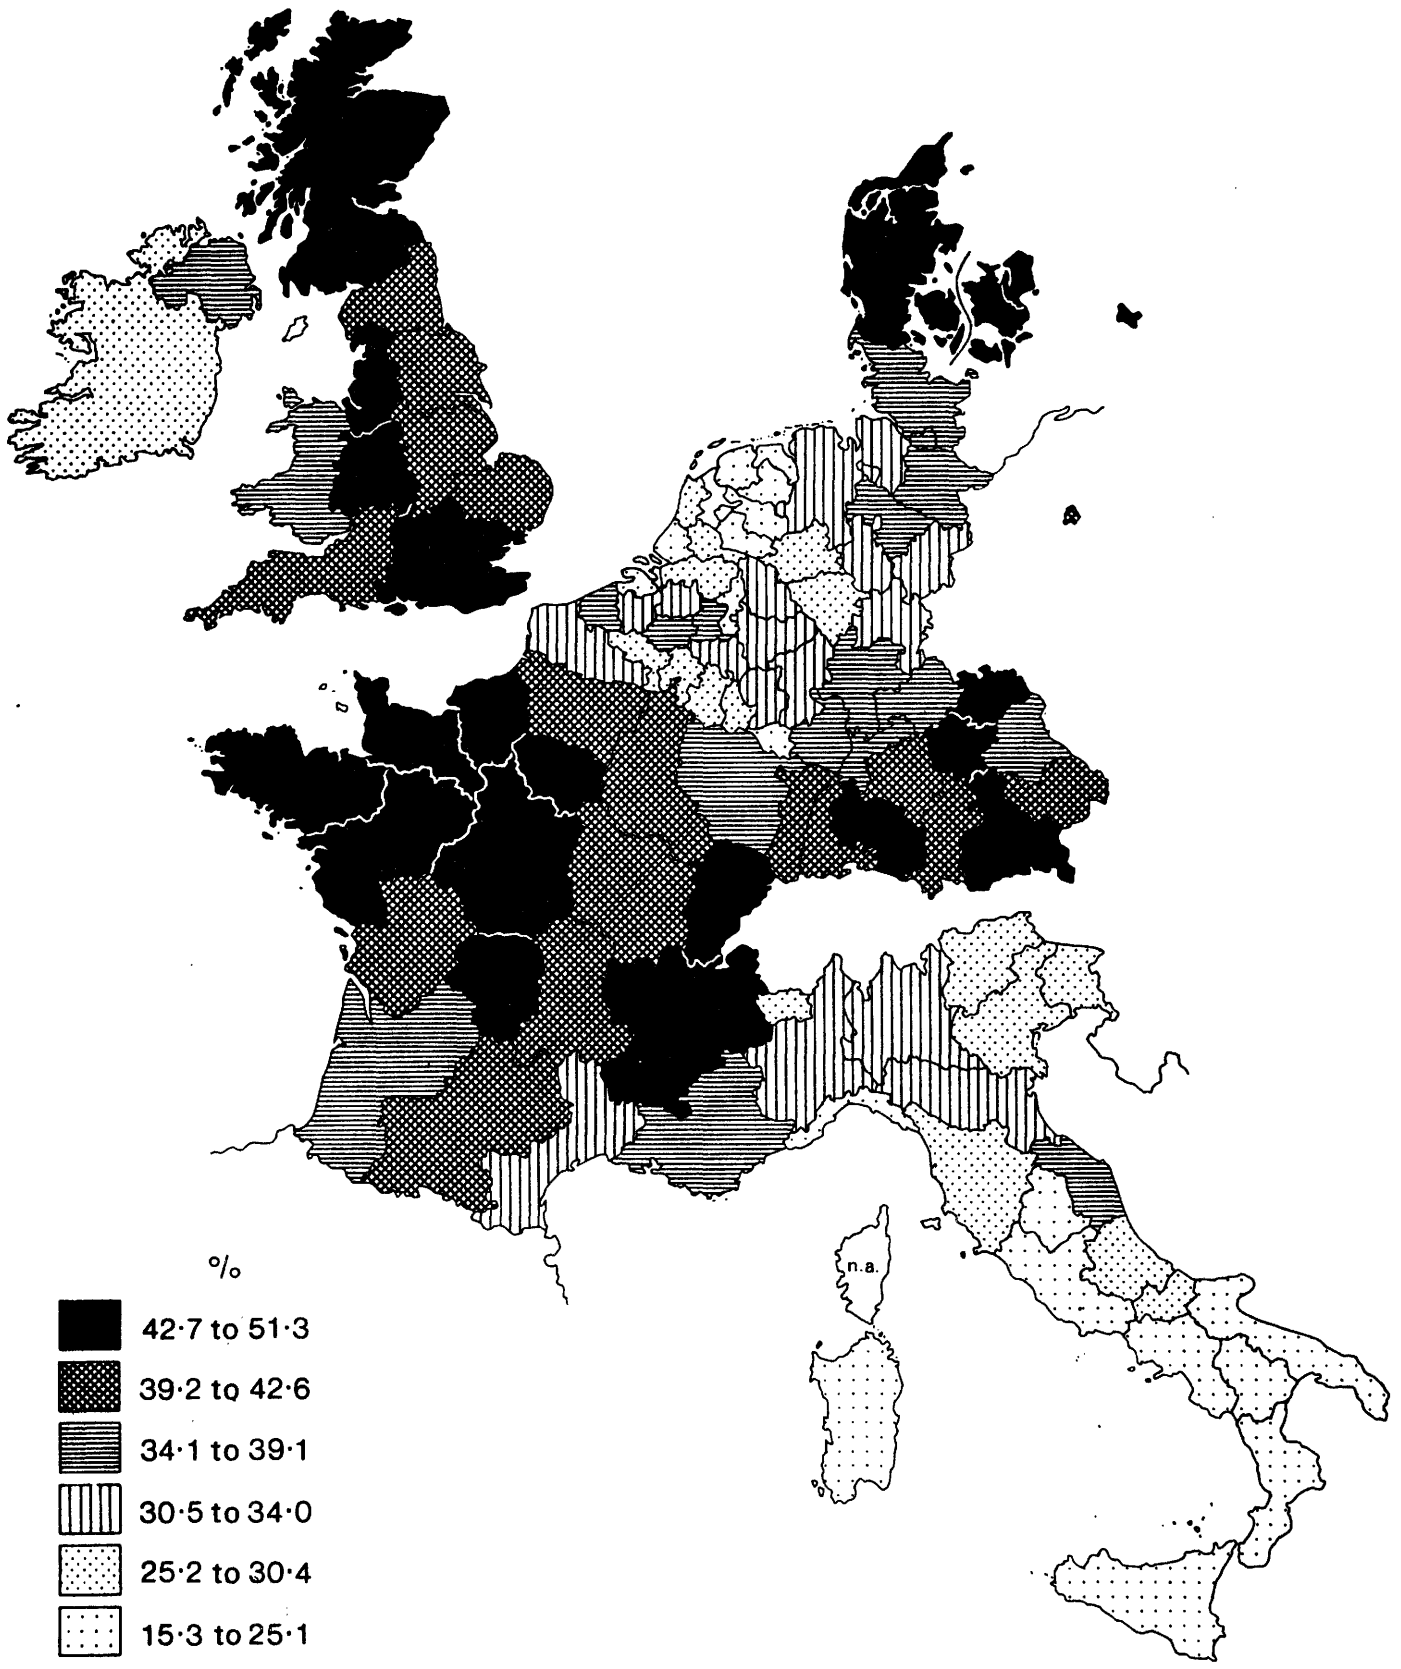 n.a.
%
42·7 to 51·3
39·2 to 42·6
34·1 to 39·1
30·5 to 34·0
25·2 to 30·4
15·3 to 25·1